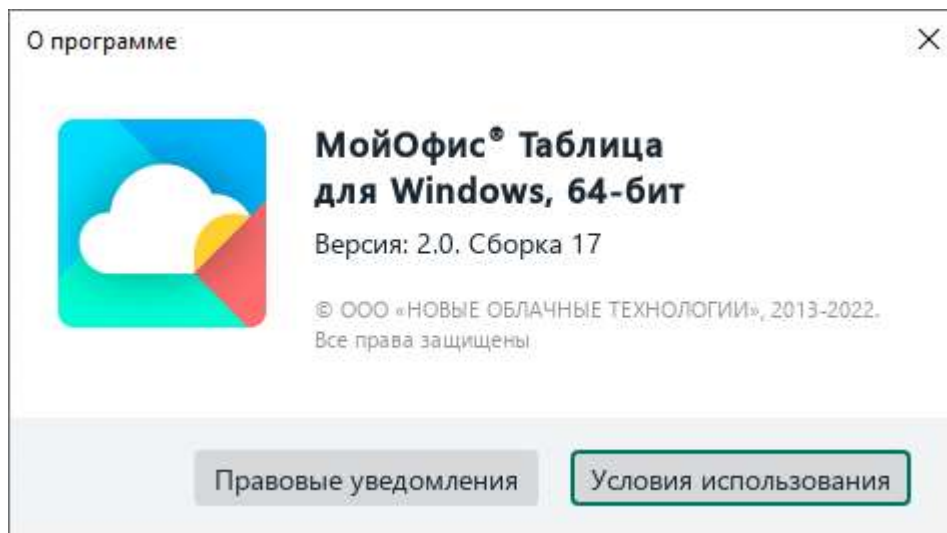 О программе
МойОфис® Таблица
для Windows, 64-бит
Версия: 2.0. Сборка 17
© ООО «НОВЫЕ ОБЛАЧНЫЕ ТЕХНОЛОГИИ», 2013-2022.
Все права защищены
Правовые уведомления
Условия использования